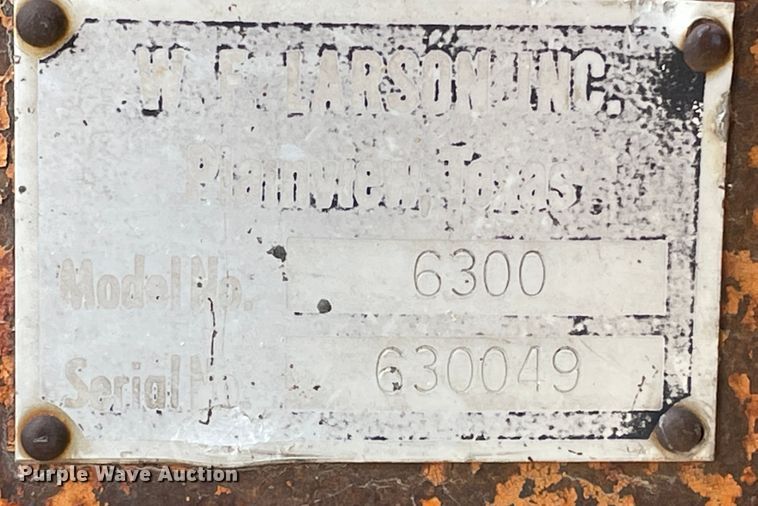 W. F. LARSON INC.
Plainview, Texas
Model No. 6300
Serial No. 630049
Purple Wave Auction